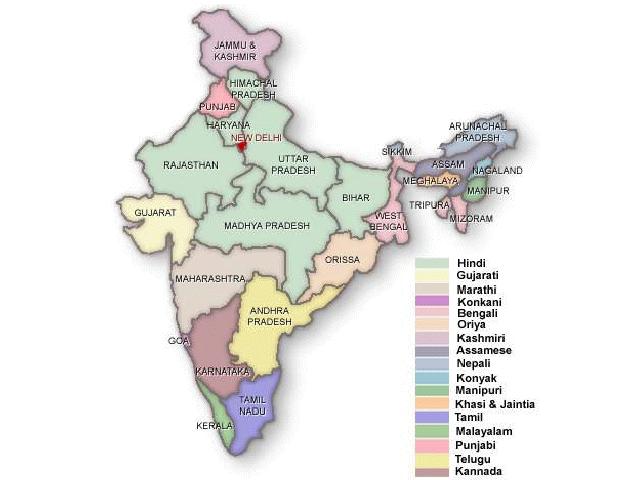 JAMMU &
KASHMIR
HIMACHAL
PRADESH
PUNJAB
HARYANA
NEW DELHI
ARUNACHAL
PRADESH
SIKKIM
ASSAM
NAGALAND
MEGHALAYA
MANIPUR
TRIPURA
MIZORAM
RAJASTHAN
UTTAR
PRADESH
BIHAR
WEST
BENGAL
GUJARAT
MADHYA PRADESH
ORISSA
MAHARASHTRA
ANDHRA
PRADESH
GOA
KARNATAKA
TAMIL
NADU
KERALA
Hindi
Gujarati
Marathi
Konkani
Bengali
Oriya
Kashmiri
Assamese
Nepali
Konyak
Manipuri
Khasi & Jaintia
Tamil
Malayalam
Punjabi
Telugu
Kannada